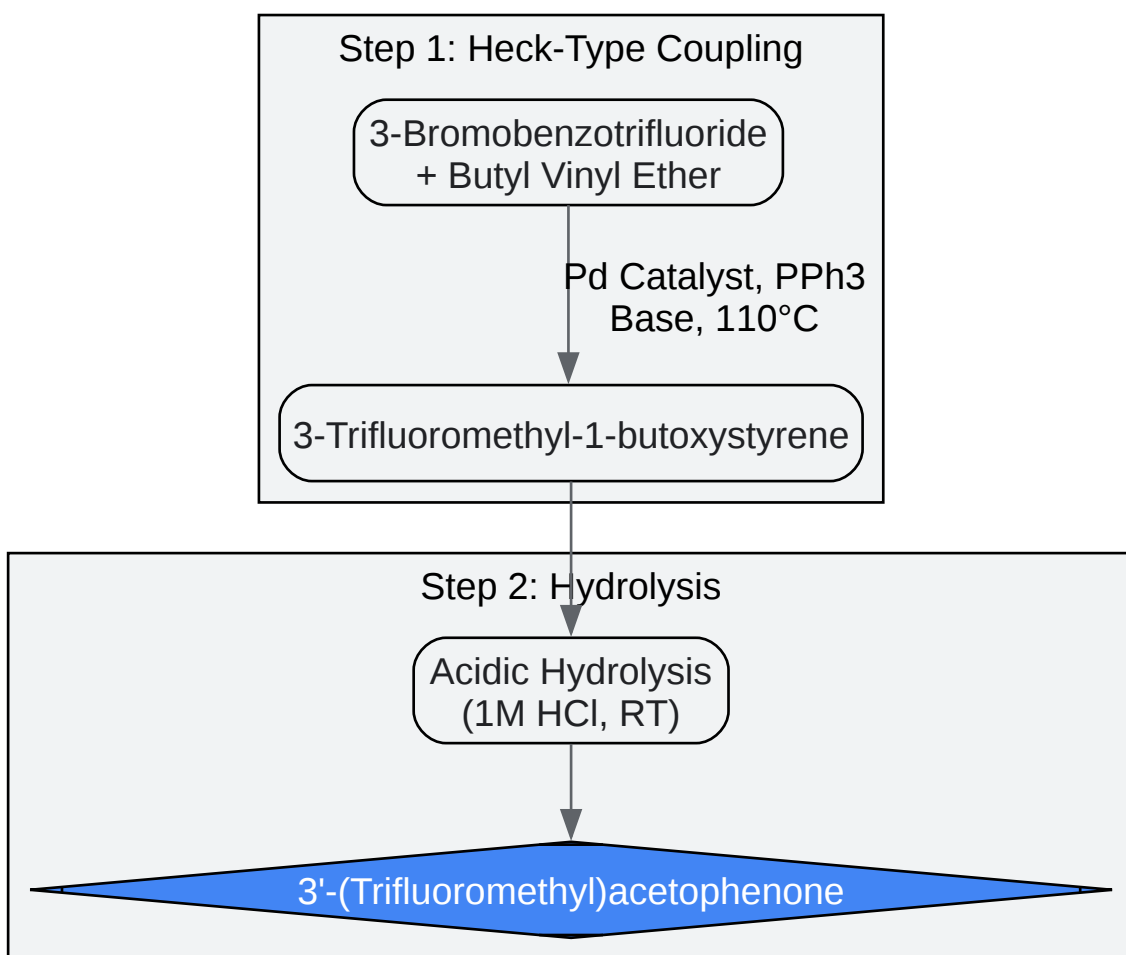 Step 1: Heck-Type Coupling
3-Bromobenzotrifluoride
+ Butyl Vinyl Ether
Pd Catalyst, PPh3
Base, 110°C
3-Trifluoromethyl-1-butoxystyrene
Step 2: Hydrolysis
Acidic Hydrolysis
(1M HCl, RT)
3'-(Trifluoromethyl)acetophenone